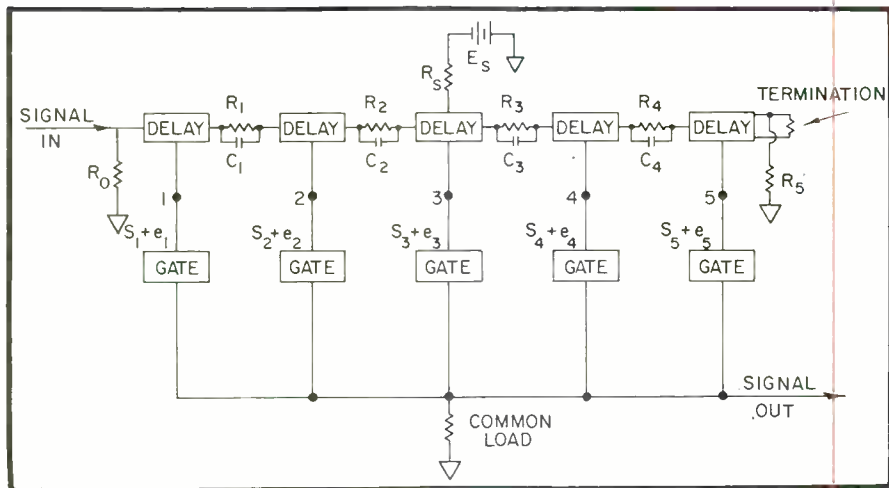 E_S
R_S
SIGNAL IN
R_1
R_2
R_3
R_4
TERMINATION
DELAY
DELAY
DELAY
DELAY
DELAY
C_1
C_2
C_3
C_4
R_0
R_5
1
2
3
4
5
S_1+e_1
S_2+e_2
S_3+e_3
S_4+e_4
S_5+e_5
GATE
GATE
GATE
GATE
GATE
SIGNAL OUT
COMMON
LOAD